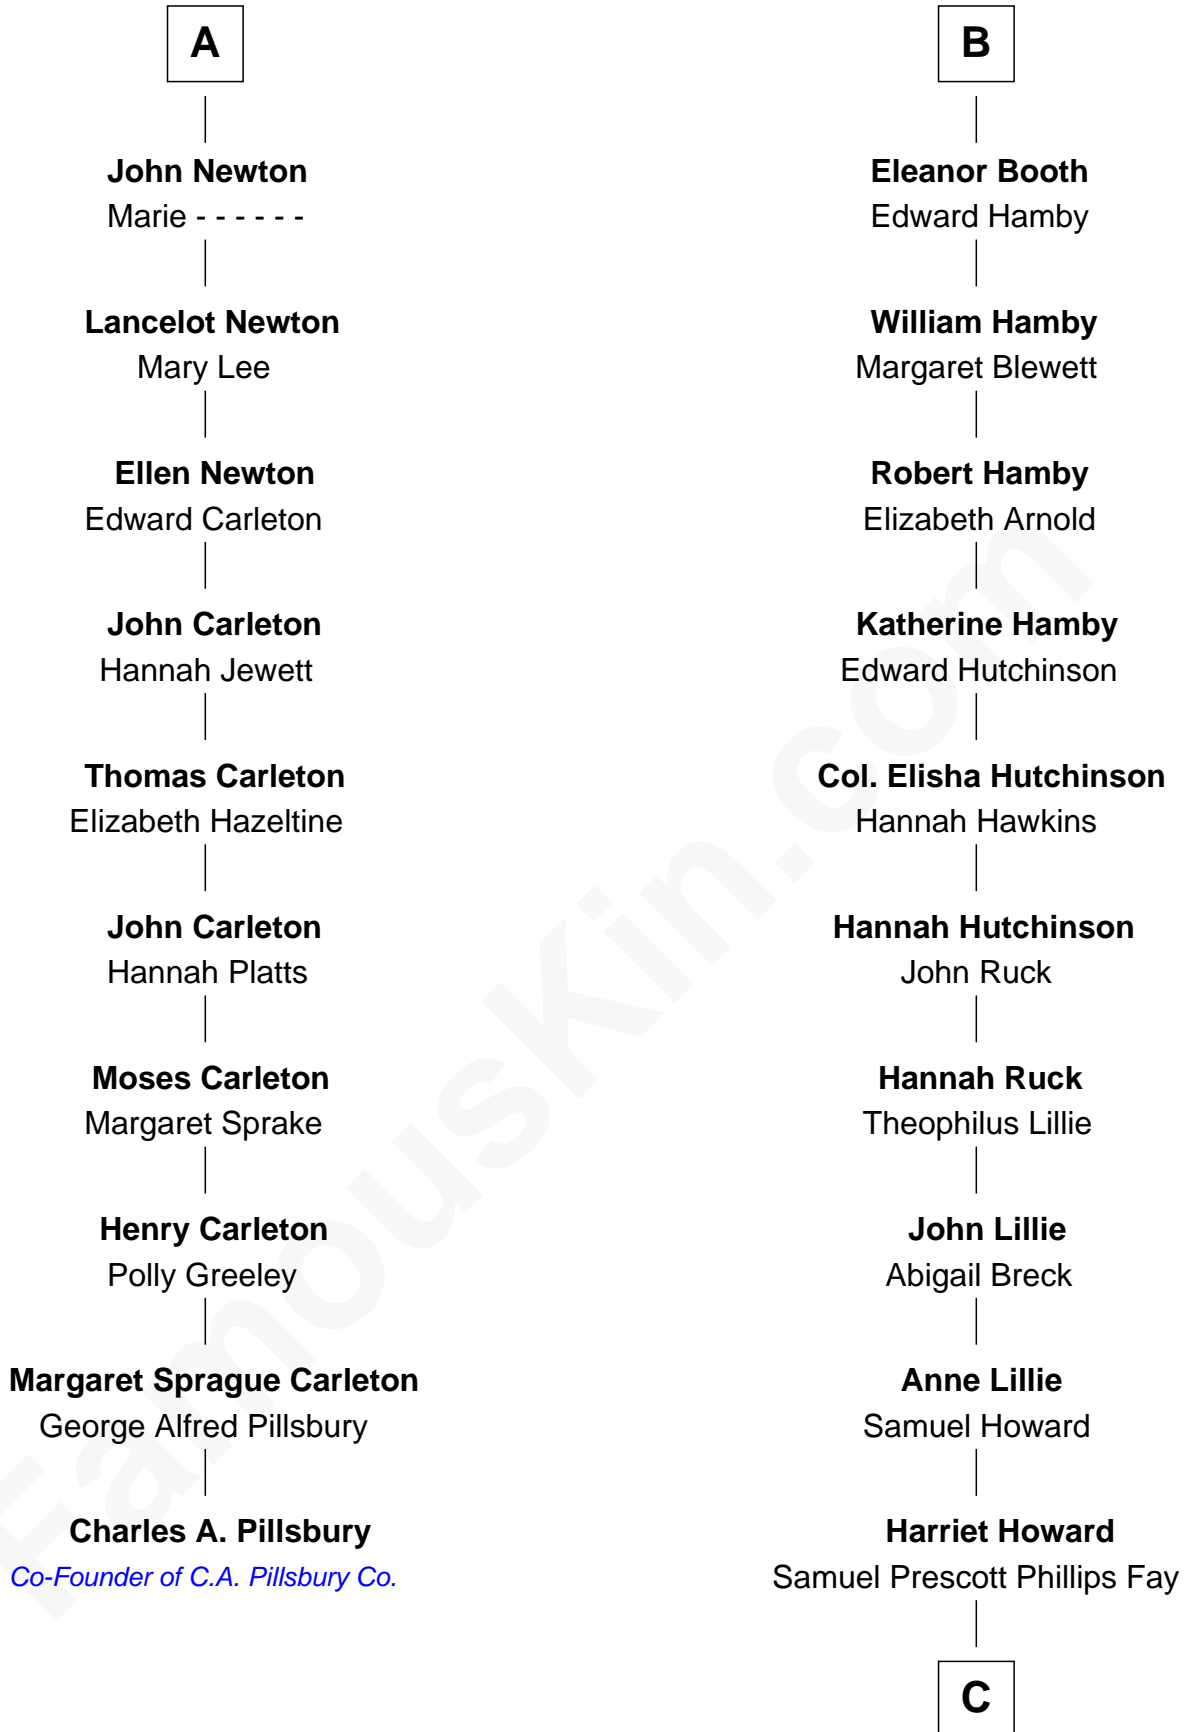 A
John Newton
Marie - - - - - -
Lancelot Newton
Mary Lee
Ellen Newton
Edward Carleton
John Carleton
Hannah Jewett
Thomas Carleton
Elizabeth Hazeltine
John Carleton
Hannah Platts
Moses Carleton
Margaret Sprake
Henry Carleton
Polly Greeley
Margaret Sprague Carleton
George Alfred Pillsbury
Charles A. Pillsbury
Co-Founder of C.A. Pillsbury Co.
B
Eleanor Booth
Edward Hamby
William Hamby
Margaret Blewett
Robert Hamby
Elizabeth Arnold
Katherine Hamby
Edward Hutchinson
Col. Elisha Hutchinson
Hannah Hawkins
Hannah Hutchinson
John Ruck
Hannah Ruck
Theophilus Lillie
John Lillie
Abigail Breck
Anne Lillie
Samuel Howard
Harriet Howard
Samuel Prescott Phillips Fay
C
FamousKin.com